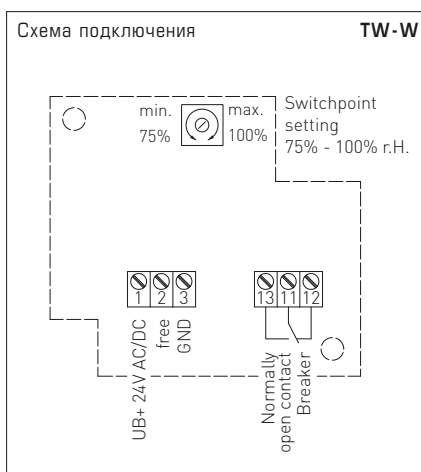 Схема подключения TW-W
min. max.
75% 100%
Switchpoint
setting
75% - 100% r.H.
1 2 3
13 11 12
UB+ 24V AC/DC
free
GND
Normally
open contact
Breaker